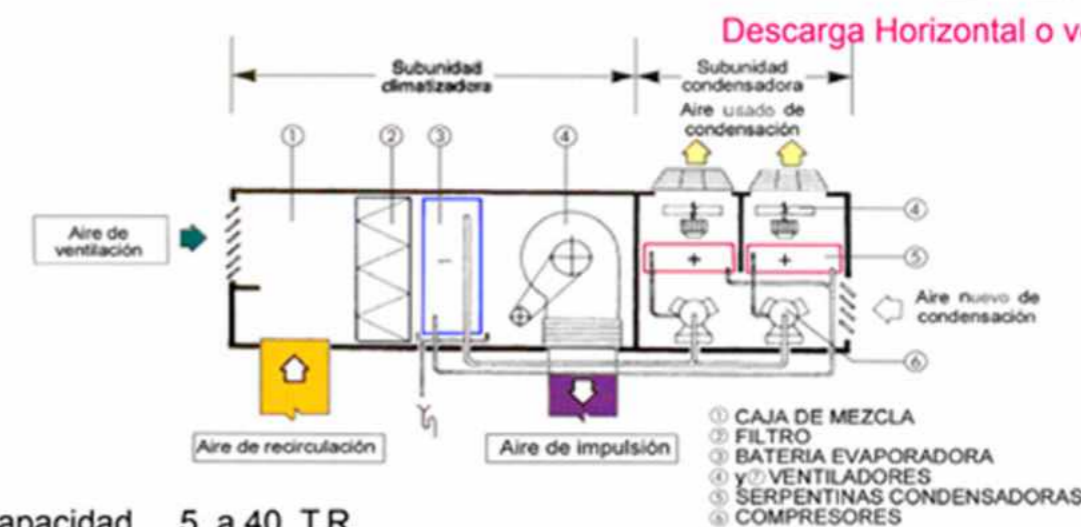 Descarga Horizontal o v
Subunidad
climatizadora
Subunidad
condensadora
Aire usado de
condensación
① ② ③ ④
④
Aire de
ventilación
⑤
Aire nuevo de
condensación
⑥
Aire de recirculación
Aire de impulsión
① CAJA DE MEZCLA
② FILTRO
③ BATERIA EVAPORADORA
④ y⑦ VENTILADORES
⑤ SERPENTINAS CONDENSADORAS
⑥ COMPRESORES
apacidad 5 a 40 T.R